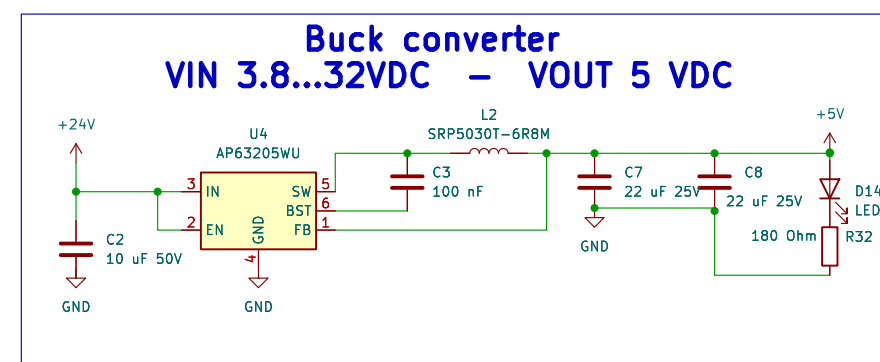 Buck converter
VIN 3.8...32VDC - VOUT 5 VDC
+24V
U4
AP63205WU
3 IN
2 EN
GND
4
SW 5
BST 6
FB 1
C2
10 uF 50V
GND
GND
L2
SRP5030T-6R8M
C3
100 nF
C7
22 uF 25V
GND
C8
22 uF 25V
+5V
D14
LED
180 Ohm R32